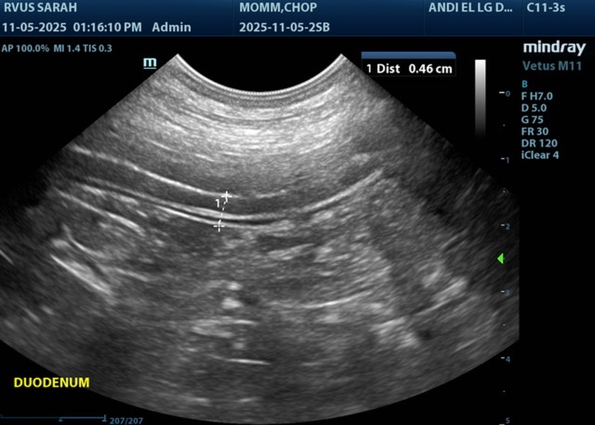 RVUS SARAH MOMM,CHOP ANDI EL LG D... C11-3s
11-05-2025 01:16:10 PM Admin 2025-11-05-2SB
AP 100.0% MI 1.4 TIS 0.3
m
1 Dist 0.46 cm
mindray
Vetus M11
B
F H7.0
D 5.0
G 75
FR 30
DR 120
iClear 4
0
1
2
3
4
5
1
DUODENUM
207/207